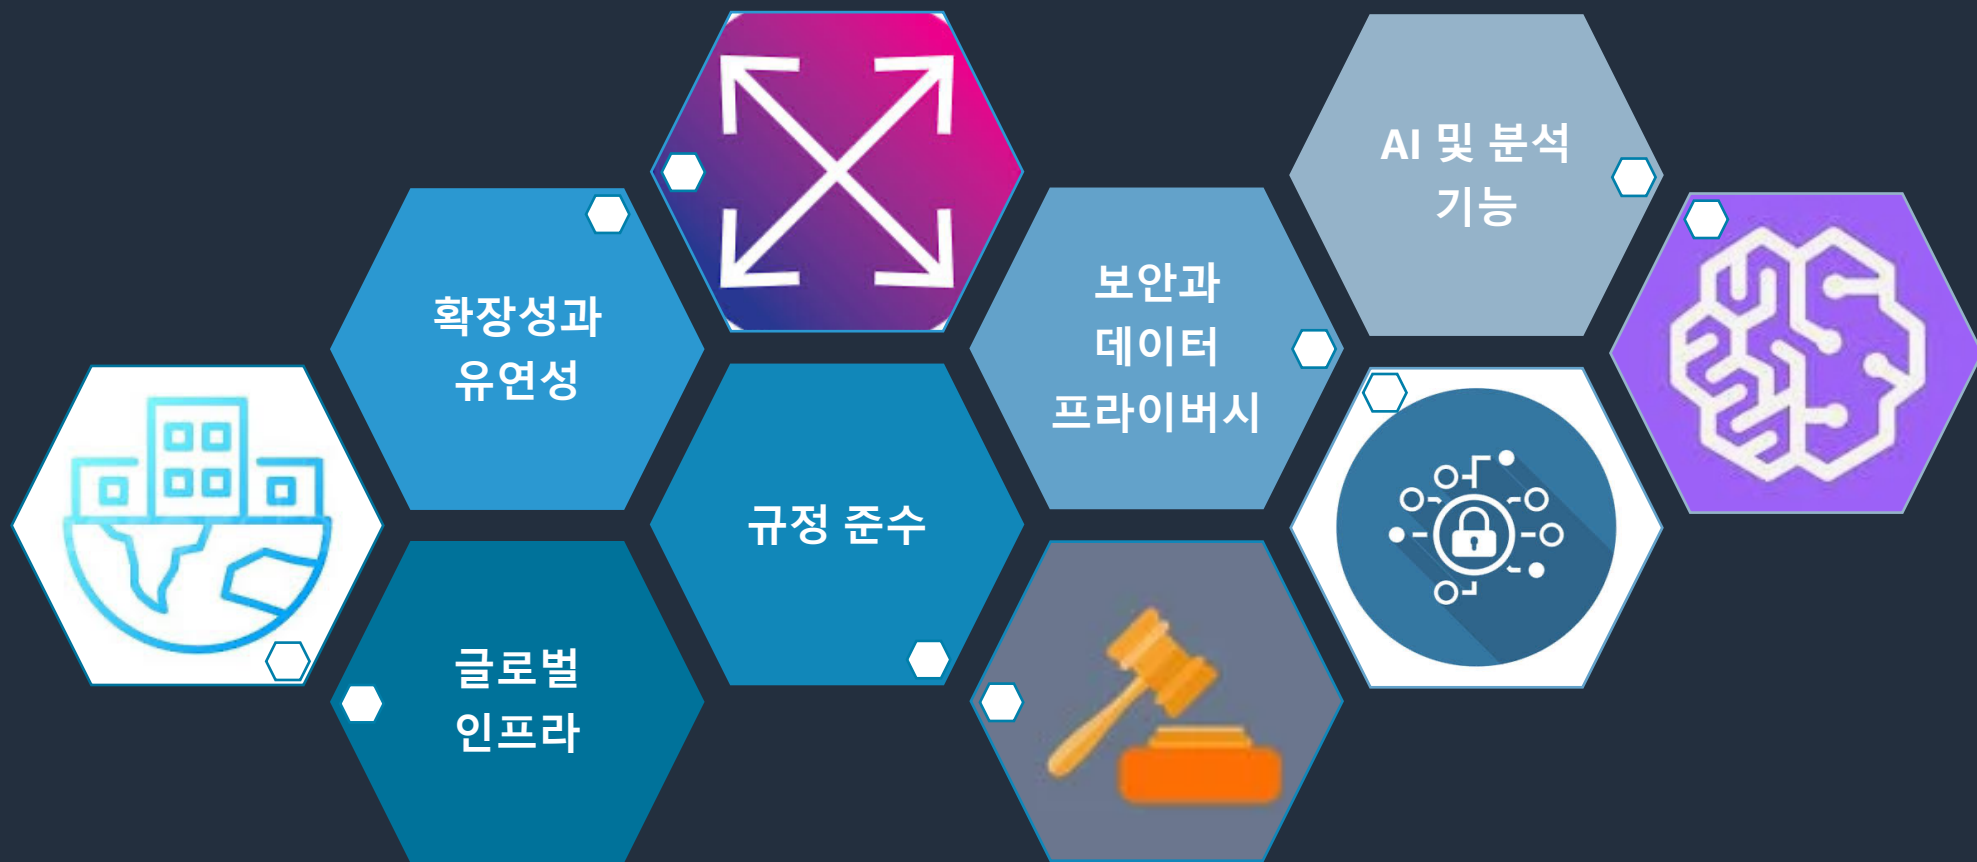 확장성과
유연성
글로벌
인프라
규정 준수
보안과
데이터
프라이버시
AI 및 분석
기능